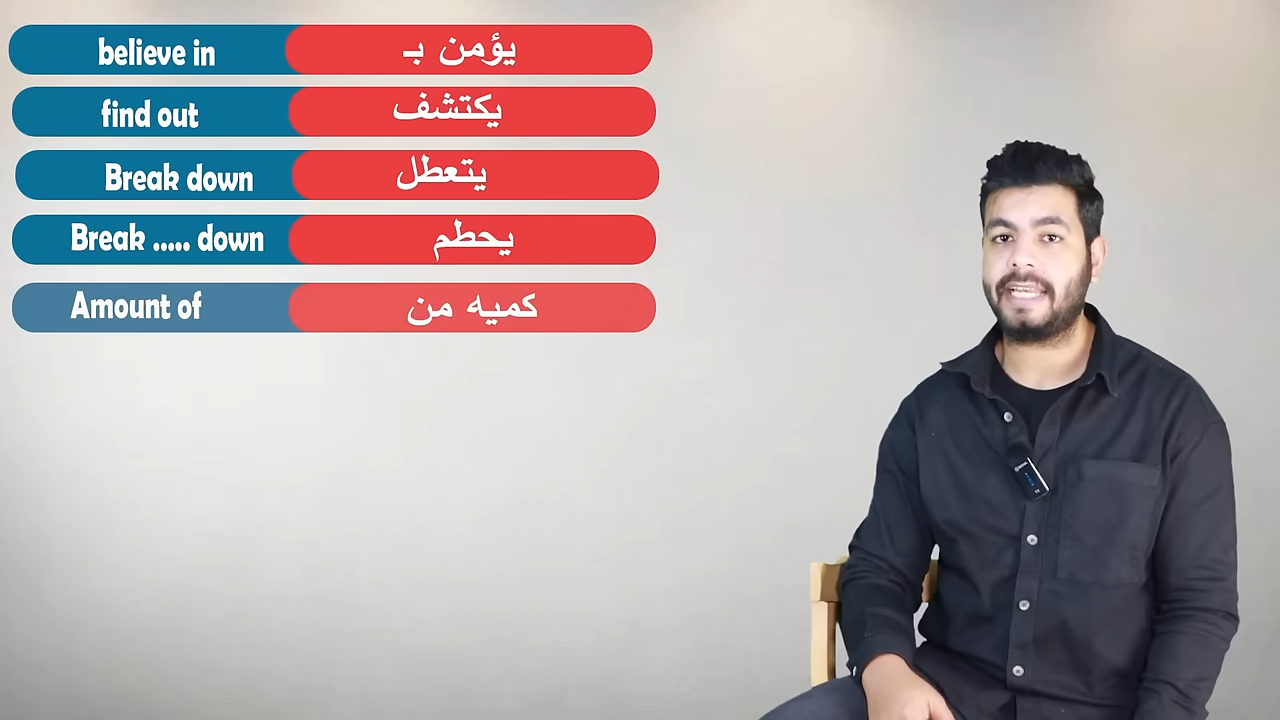 believe in يؤمن بـ
find out يكتشف
Break down يتعطل
Break ..... down يحطم
Amount of كميه من